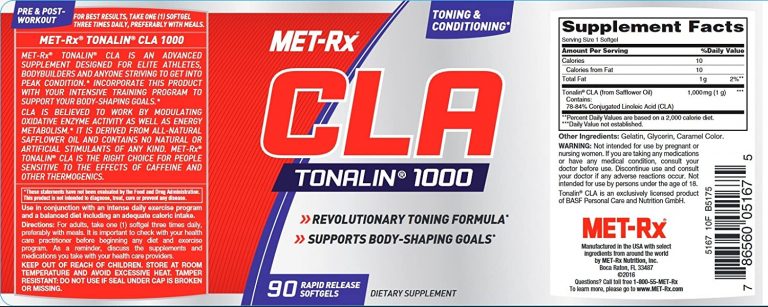 PRE & POST-
WORKOUT
FOR BEST RESULTS, TAKE ONE (1) SOFTGEL
THREE TIMES DAILY, PREFERABLY WITH MEALS.
MET-RX® TONALIN® CLA 1000
MET-RX® TONALIN® CLA IS AN ADVANCED
SUPPLEMENT DESIGNED FOR ELITE ATHLETES,
BODYBUILDERS AND ANYONE STRIVING TO GET INTO
PEAK CONDITION.* INCORPORATE THIS PRODUCT
WITH YOUR INTENSIVE TRAINING PROGRAM TO
SUPPORT YOUR BODY-SHAPING GOALS.*
CLA IS BELIEVED TO WORK BY MODULATING
OXIDATIVE ENZYME ACTIVITY AS WELL AS ENERGY
METABOLISM.* IT IS DERIVED FROM ALL-NATURAL
SAFFLOWER OIL AND CONTAINS NO NATURAL OR
ARTIFICIAL STIMULANTS OF ANY KIND. MET-RX®
TONALIN® CLA IS THE RIGHT CHOICE FOR PEOPLE
SENSITIVE TO THE EFFECTS OF CAFFEINE AND
OTHER THERMOGENICS.
*These statements have not been evaluated by the Food and Drug Administration.
This product is not intended to diagnose, treat, cure or prevent any disease.
Use in conjunction with an intense daily exercise program
and a balanced diet including an adequate caloric intake.
Directions: For adults, take one (1) softgel three times daily,
preferably with meals. It is important to check with your health
care practitioner before beginning any diet and exercise
program. As a reminder, discuss the supplements and
medications you take with your health care providers.
KEEP OUT OF REACH OF CHILDREN. STORE AT ROOM
TEMPERATURE AND AVOID EXCESSIVE HEAT. TAMPER
RESISTANT: DO NOT USE IF SEAL UNDER CAP IS BROKEN
OR MISSING.
TONING &
CONDITIONING*
MET-Rx®
CLA
TONALIN® 1000
» REVOLUTIONARY TONING FORMULA*
» SUPPORTS BODY-SHAPING GOALS*
90 RAPID RELEASE
SOFTGELS
DIETARY SUPPLEMENT
Supplement Facts
Serving Size 1 Softgel
Amount Per Serving %Daily Value
Calories 10
Calories from Fat 10
Total Fat 1g 2%**
Tonalin® CLA (from Safflower Oil) 1,000mg (1 g) ***
Contains:
78-84% Conjugated Linoleic Acid (CLA)
**Percent Daily Values are based on a 2,000 calorie diet.
***Daily Value not established.
Other Ingredients: Gelatin, Glycerin, Caramel Color.
WARNING: Not intended for use by pregnant or
nursing women. If you are taking any medications
or have any medical condition, consult your
doctor before use. Discontinue use and consult
your doctor if any adverse reactions occur. Not
intended for use by persons under the age of 18.
Tonalin® CLA is an exclusively licensed product
of BASF Personal Care and Nutrition GmbH.
MET-Rx®
Manufactured in the USA with select
ingredients from around the world
by MET-Rx Nutrition, Inc.
Boca Raton, FL 33487
©2016
Questions? Call toll free 1-800-55-MET-Rx
To learn more, please go to www.MET-Rx.com
5167 10F B5175
7 86560 05167 5